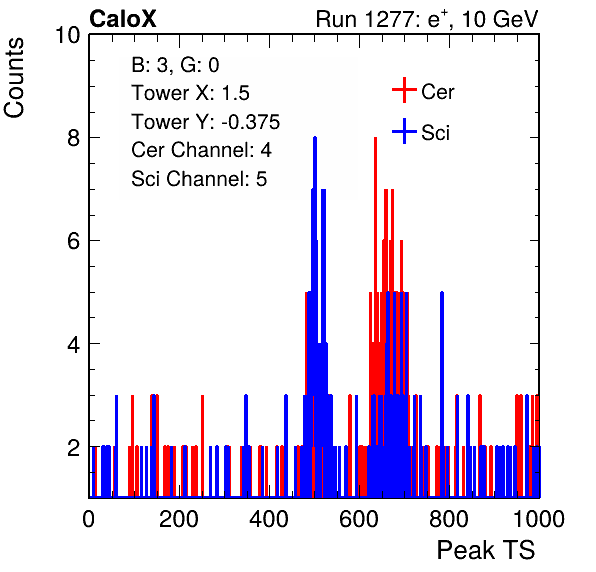 CaloX Run 1277: e+, 10 GeV
Counts
10
8
6
4
2
B: 3, G: 0
Tower X: 1.5
Tower Y: -0.375
Cer Channel: 4
Sci Channel: 5
Cer
Sci
0 200 400 600 800 1000
Peak TS